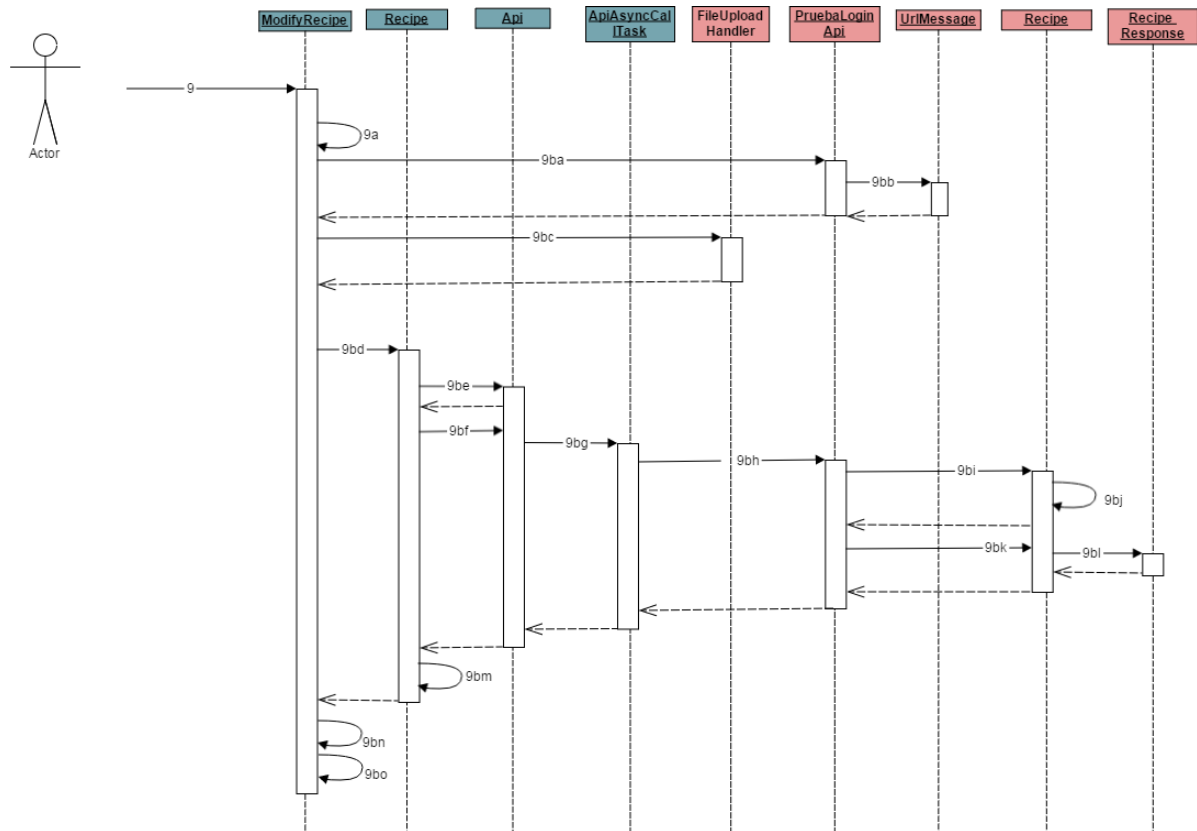 ModifyRecipe
Recipe
Api
ApiAsyncCal
lTask
FileUpload
Handler
PruebaLogin
Api
UrlMessage
Recipe
Recipe
Response
Actor
9
9a
9ba
9bb
9bc
9bd
9be
9bf
9bg
9bh
9bi
9bj
9bk
9bl
9bm
9bn
9bo